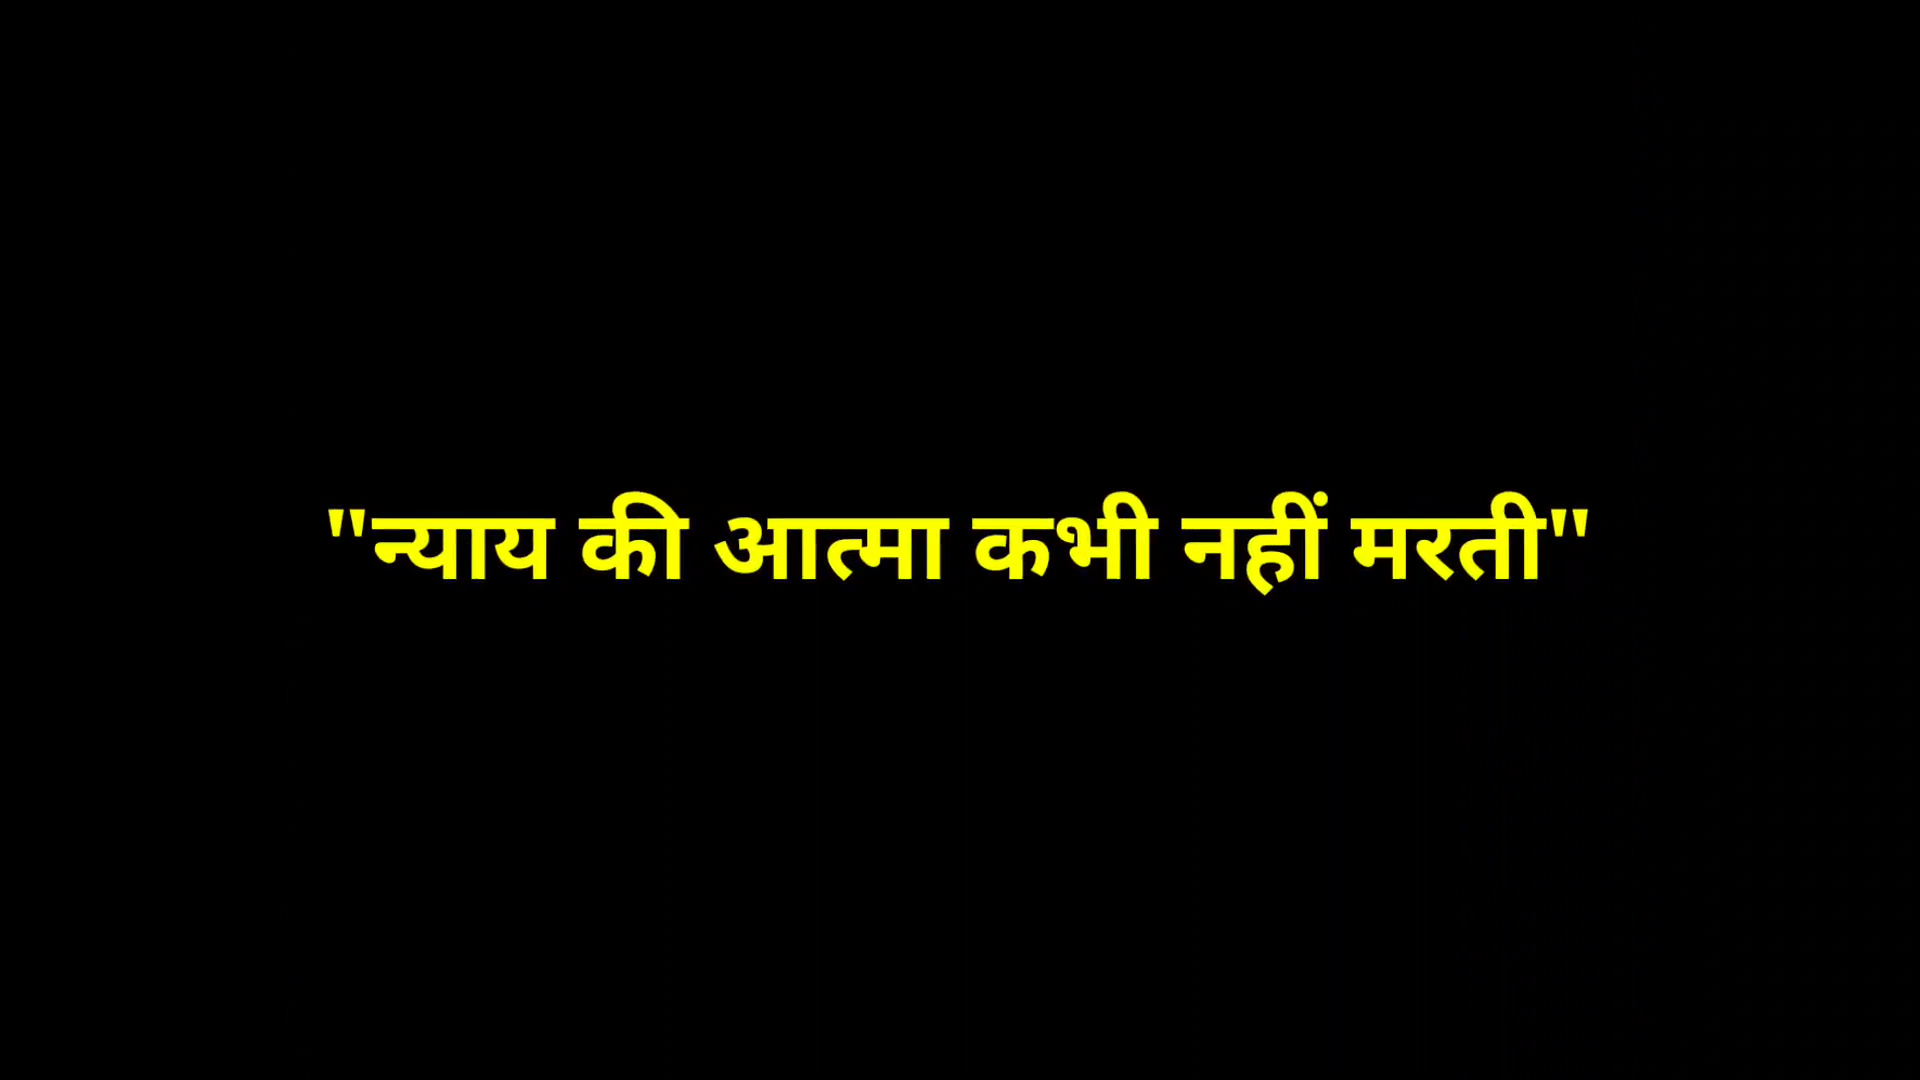 "न्याय की आत्मा कभी नहीं मरती"